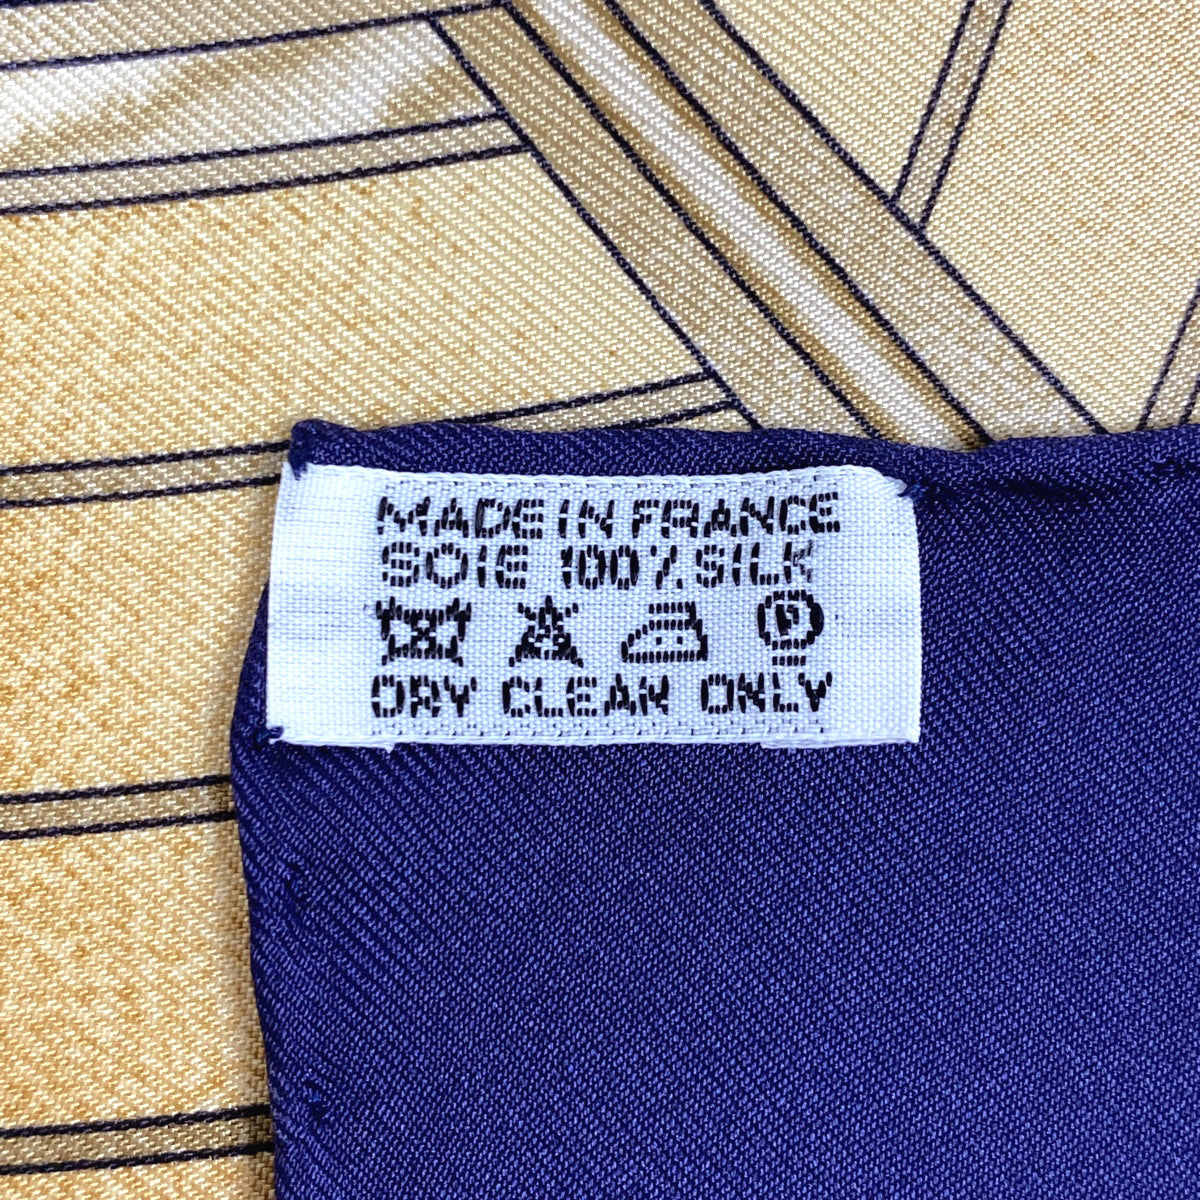 MADE IN FRANCE
SOIE 100% SILK
P
DRY CLEAN ONLY